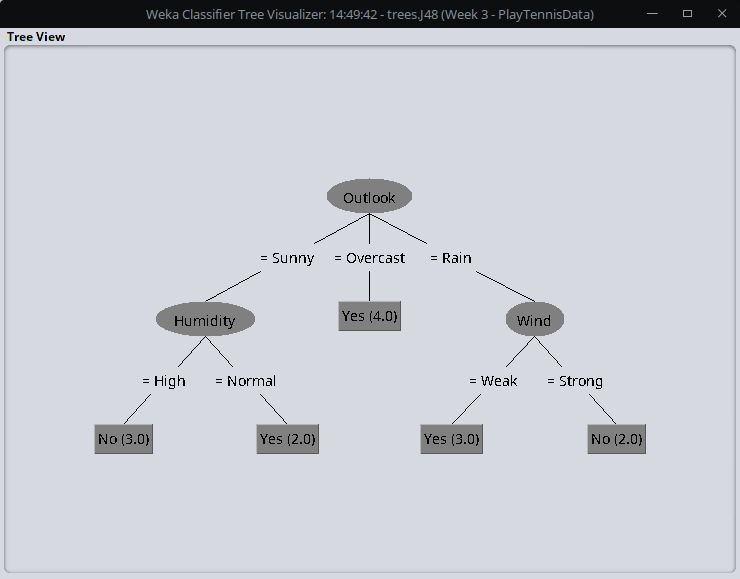 Weka Classifier Tree Visualizer: 14:49:42 - trees.J48 (Week 3 - PlayTennisData)
Tree View
Outlook
= Sunny = Overcast = Rain
Humidity Yes (4.0) Wind
= High = Normal = Weak = Strong
No (3.0) Yes (2.0) Yes (3.0) No (2.0)